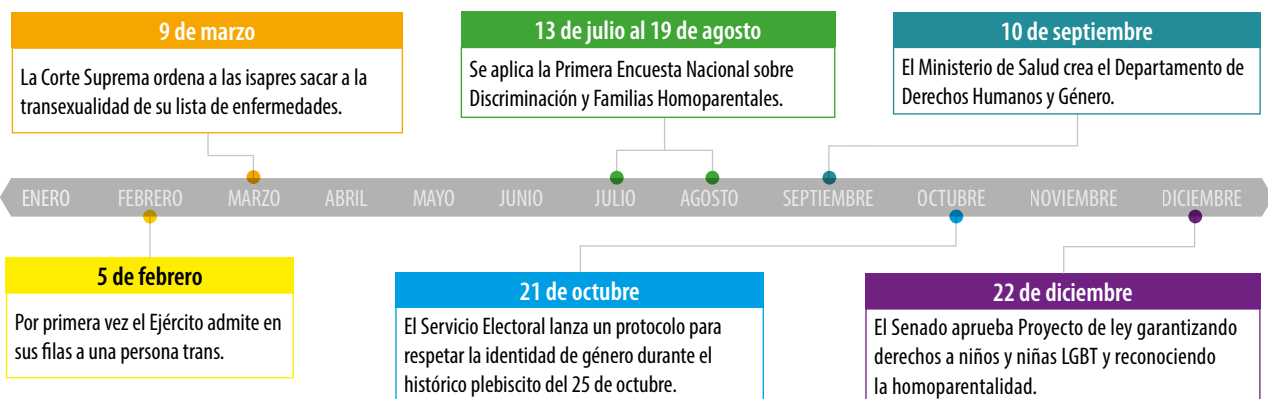 9 de marzo
La Corte Suprema ordena a las isapres sacar a la
transexualidad de su lista de enfermedades.
13 de julio al 19 de agosto
Se aplica la Primera Encuesta Nacional sobre
Discriminación y Familias Homoparentales.
10 de septiembre
El Ministerio de Salud crea el Departamento de
Derechos Humanos y Género.
ENERO FEBRERO MARZO ABRIL MAYO JUNIO JULIO AGOSTO SEPTIEMBRE OCTUBRE NOVIEMBRE DICIEMBRE
5 de febrero
Por primera vez el Ejército admite en
sus filas a una persona trans.
21 de octubre
El Servicio Electoral lanza un protocolo para
respetar la identidad de género durante el
histórico plebiscito del 25 de octubre.
22 de diciembre
El Senado aprueba Proyecto de ley garantizando
derechos a niños y niñas LGBT y reconociendo
la homoparentalidad.